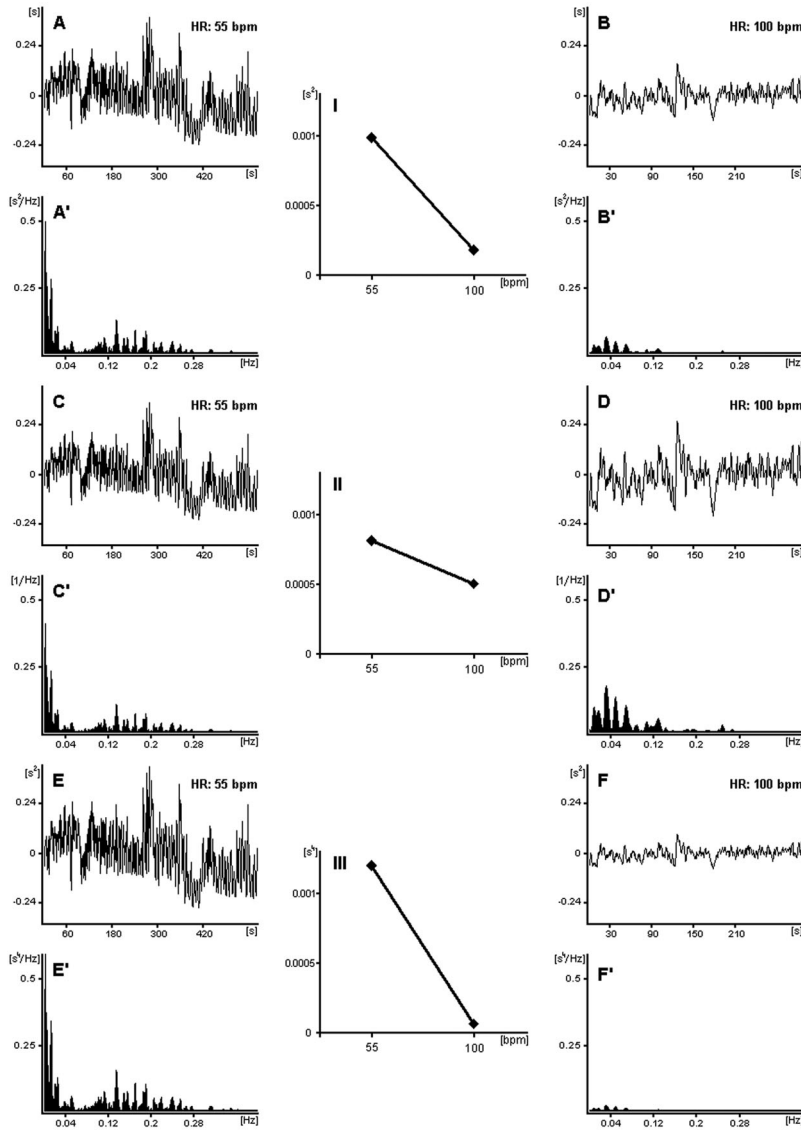 A
[s]
HR: 55 bpm
0.24
0
-0.24
60 180 300 420 [s]
I
[s²]
0.001
0.0005
0
55 100 [bpm]
B
[s]
HR: 100 bpm
0.24
0
-0.24
30 90 150 210 [s]
A'
[s²/Hz]
0.5
0.25
0.04 0.12 0.2 0.28 [Hz]
B'
[s²/Hz]
0.5
0.25
0.04 0.12 0.2 0.28 [Hz]
C
HR: 55 bpm
0.24
0
-0.24
60 180 300 420 [s]
II
0.001
0.0005
0
55 100 [bpm]
D
HR: 100 bpm
0.24
0
-0.24
30 90 150 210 [s]
C'
[1/Hz]
0.5
0.25
0.04 0.12 0.2 0.28 [Hz]
D'
[1/Hz]
0.5
0.25
0.04 0.12 0.2 0.28 [Hz]
E
[s²]
HR: 55 bpm
0.24
0
-0.24
60 180 300 420 [s]
III
[s⁴]
0.001
0.0005
0
55 100 [bpm]
F
[s²]
HR: 100 bpm
0.24
0
-0.24
30 90 150 210 [s]
E'
[s⁴/Hz]
0.5
0.25
0.04 0.12 0.2 0.28 [Hz]
F'
[s⁴/Hz]
0.5
0.25
0.04 0.12 0.2 0.28 [Hz]